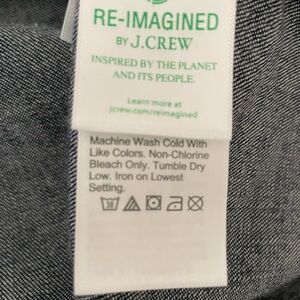 RE-IMAGINED
BY J.CREW
INSPIRED BY THE PLANET
AND ITS PEOPLE.
Learn more at
jcrew.com/reimagined
Machine Wash Cold With
Like Colors. Non-Chlorine
Bleach Only. Tumble Dry
Low. Iron on Lowest
Setting.